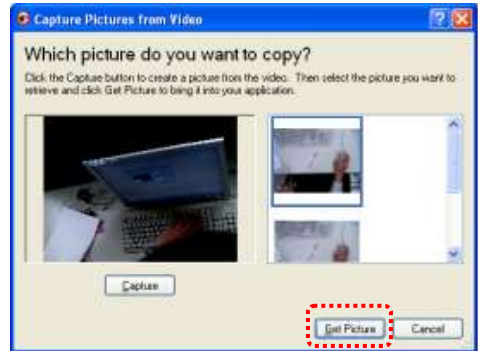 Capture Pictures from Video
Which picture do you want to copy?
Click the Capture button to create a picture from the video. Then select the picture you want to
retrieve and click Get Picture to bring it into your application.
Capture
Get Picture
Cancel